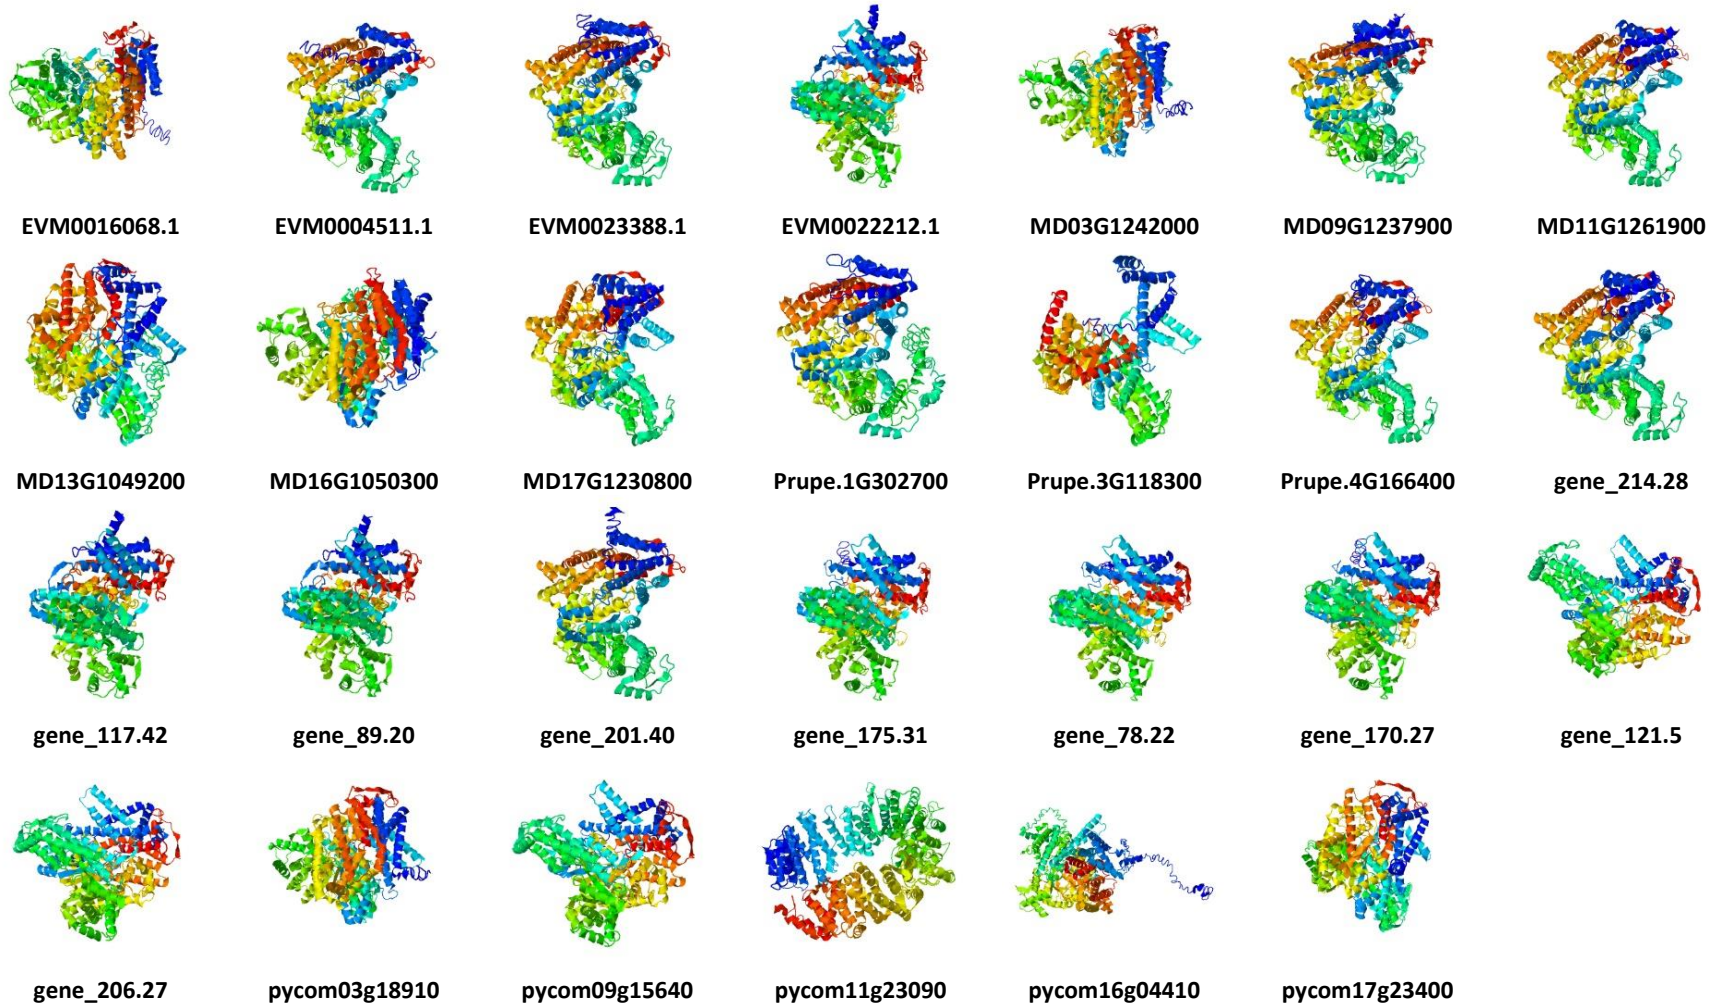 EVM0016068.1 EVM0004511.1 EVM0023388.1 EVM0022212.1 MD03G1242000 MD09G1237900 MD11G1261900
MD13G1049200 MD16G1050300 MD17G1230800 Prupe.1G302700 Prupe.3G118300 Prupe.4G166400 gene_214.28
gene_117.42 gene_89.20 gene_201.40 gene_175.31 gene_78.22 gene_170.27 gene_121.5
gene_206.27 pycom03g18910 pycom09g15640 pycom11g23090 pycom16g04410 pycom17g23400